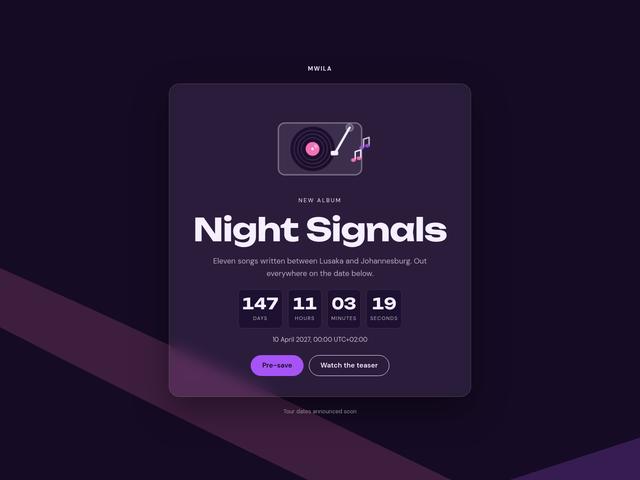 MWILA
NEW ALBUM
Night Signals
Eleven songs written between Lusaka and Johannesburg. Out
everywhere on the date below.
147 11 03 19
DAYS HOURS MINUTES SECONDS
10 April 2027, 00:00 UTC+02:00
Pre-save Watch the teaser
Tour dates announced soon